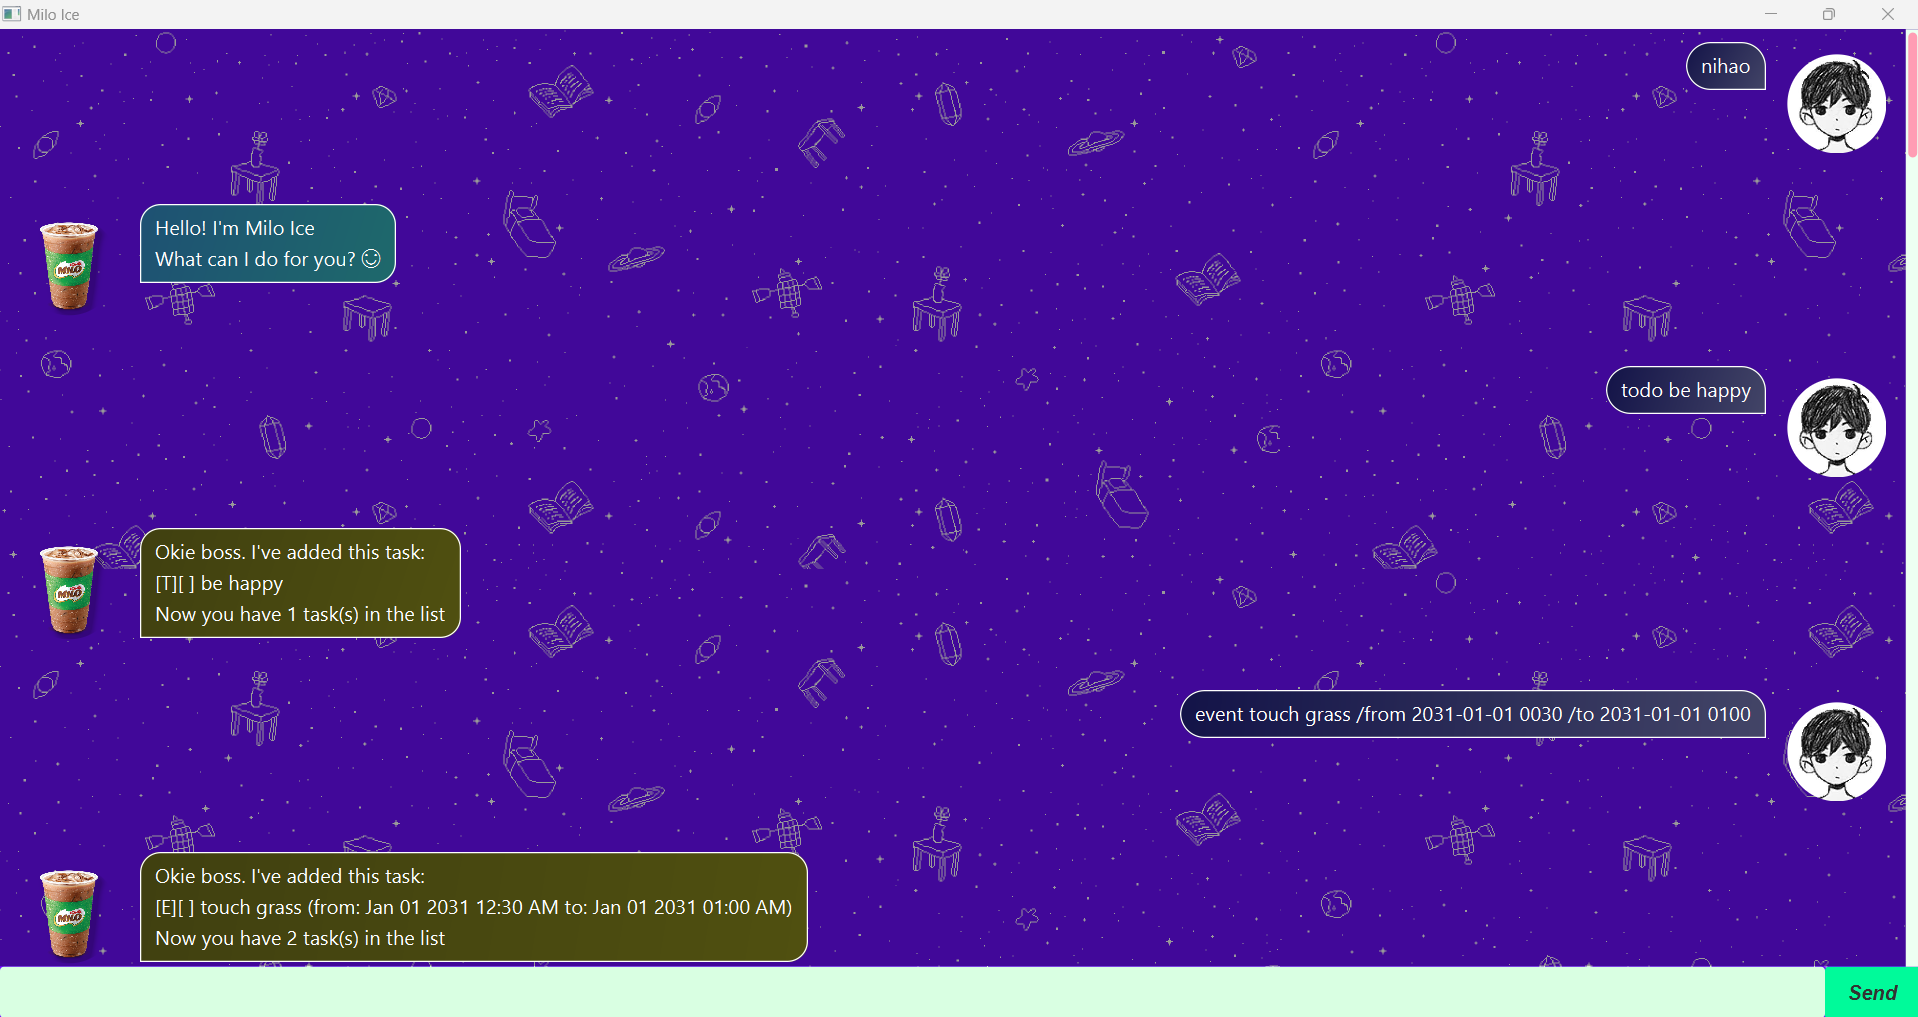 Milo Ice
nihao
Hello! I'm Milo Ice
What can I do for you? ☺
MILO
todo be happy
Okie boss. I've added this task:
[T][ ] be happy
Now you have 1 task(s) in the list
MILO
event touch grass /from 2031-01-01 0030 /to 2031-01-01 0100
Okie boss. I've added this task:
[E][ ] touch grass (from: Jan 01 2031 12:30 AM to: Jan 01 2031 01:00 AM)
Now you have 2 task(s) in the list
MILO
Send